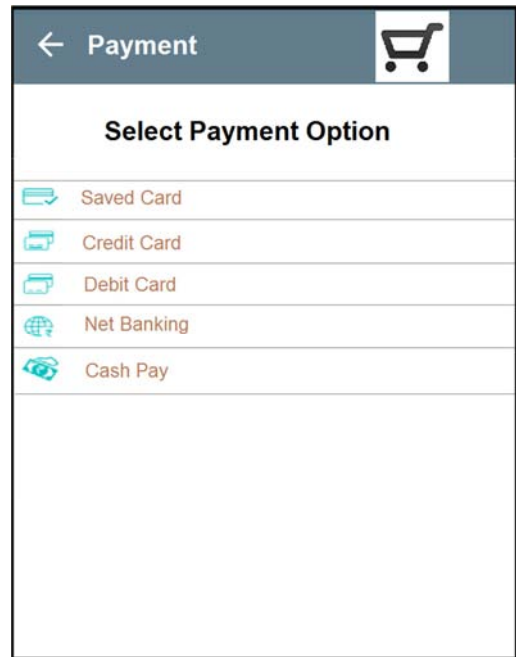 Payment
Select Payment Option
Saved Card
Credit Card
Debit Card
Net Banking
Cash Pay